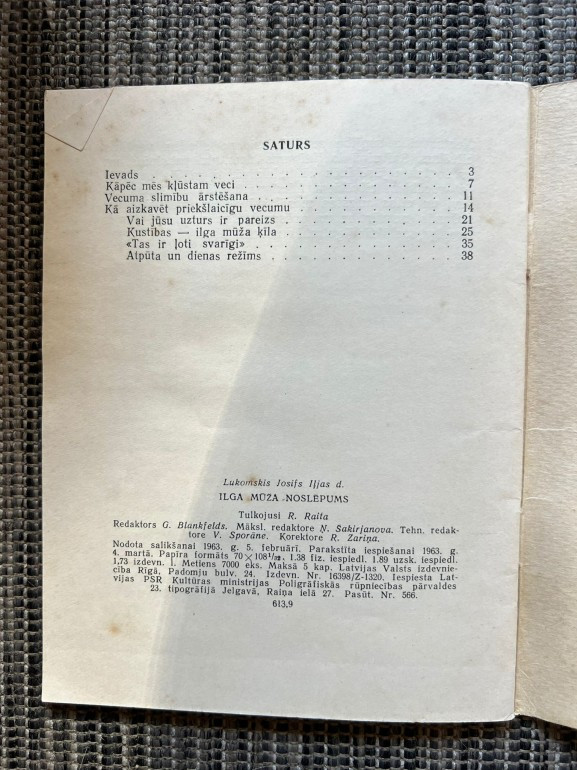 SATURS
Ievads . . . . . . . . . . . . . . . . . . 3
Kāpēc mēs kļūstam veci . . . . . . . . . . . . 7
Vecuma slimību ārstēšana . . . . . . . . . . . 11
Kā aizkavēt priekšlaicīgu vecumu . . . . . . . . 14
Vai jūsu uzturs ir pareizs . . . . . . . . . . 21
Kustības — ilga mūža ķīla . . . . . . . . . . 25
«Tas ir ļoti svarīgi» . . . . . . . . . . . . 35
Atpūta un dienas režīms . . . . . . . . . . . 38
Lukomskis Josifs Iļjas d.
ILGA MŪŽA NOSLĒPUMS
Tulkojusi R. Raita
Redaktors G. Blankfelds. Māksl. redaktore Ņ. Šakirjanova. Tehn. redak-
tore V. Sporāne. Korektore R. Zariņa.
Nodota salikšanai 1963. g. 5. februārī. Parakstīta iespiešanai 1963. g.
4. martā. Papīra formāts 70×108¹/₃₂, 1.38 fiz. iespiedl. 1.89 uzsk. iespiedl.
1,73 izdevn. l. Metiens 7000 eks. Maksā 5 kap. Latvijas Valsts izdevnie-
cība Rīgā, Padomju bulv. 24. Izdevn. Nr. 16398/Z-1320. Iespiesta Lat-
vijas PSR Kultūras ministrijas Poligrāfiskās rūpniecības pārvaldes
23. tipogrāfijā Jelgavā, Raiņa ielā 27. Pasūt. Nr. 566.
613,9